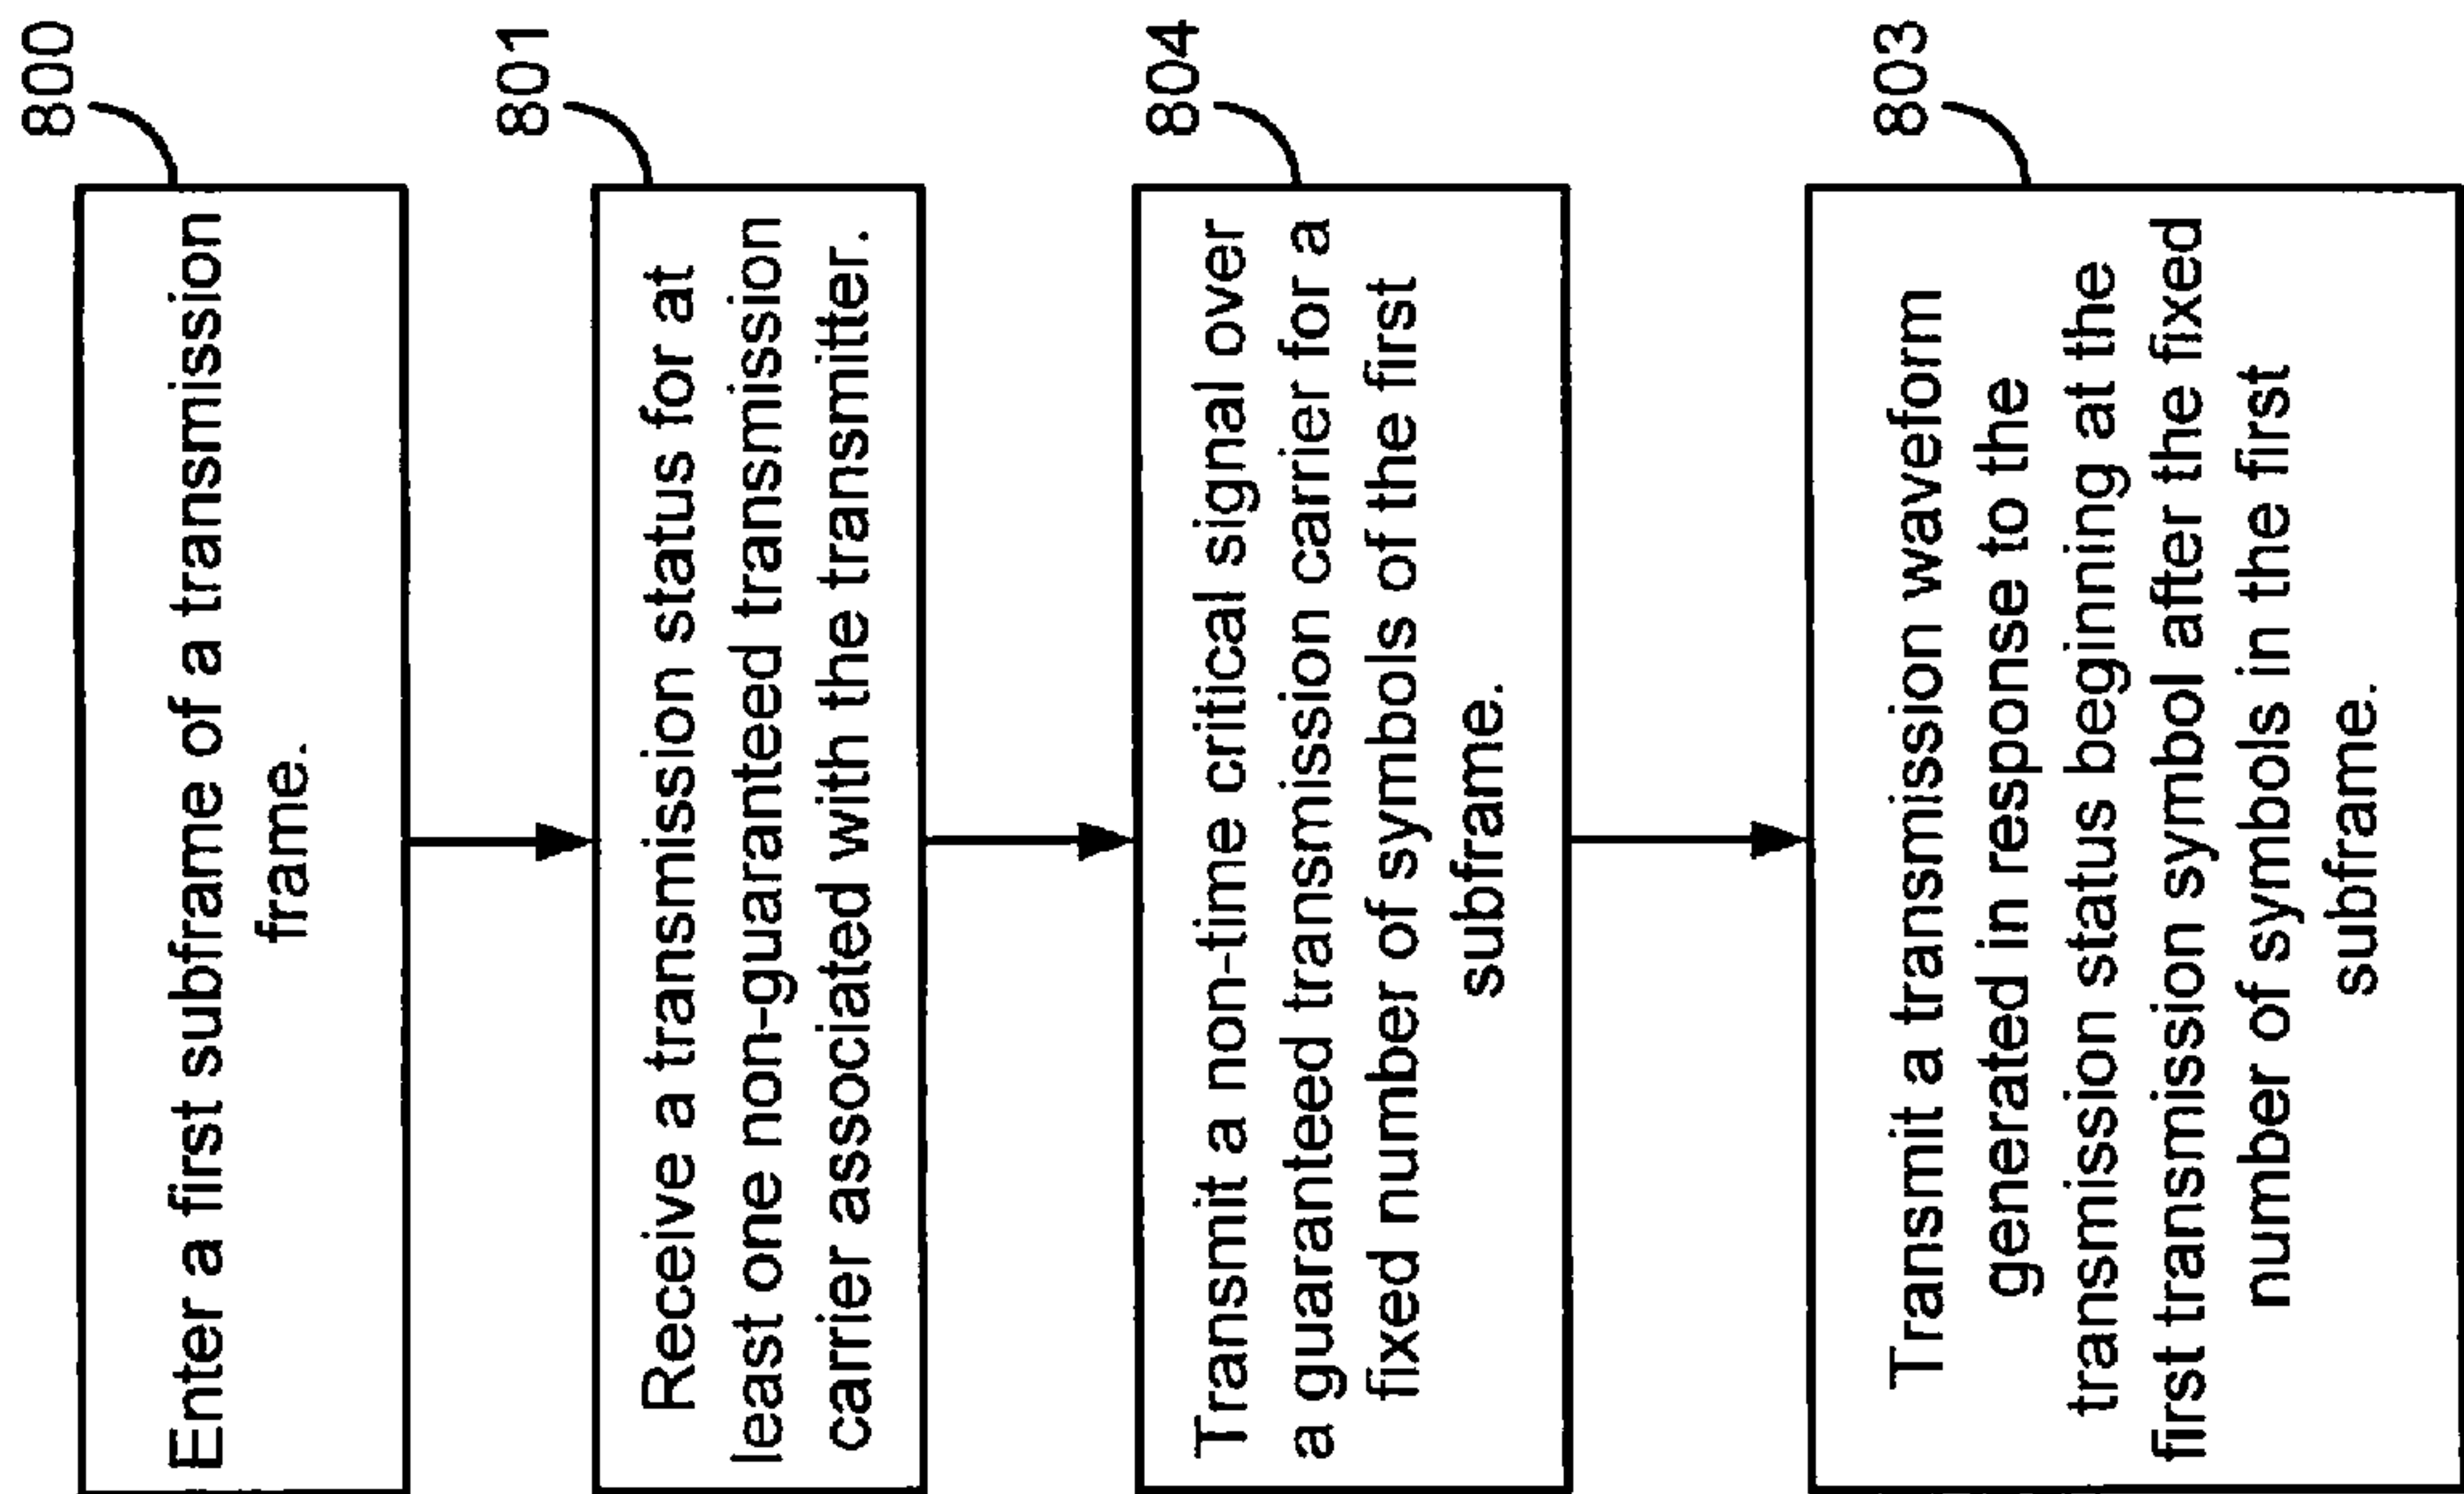 800
Enter a first subframe of a transmission
frame.
801
Receive a transmission status for at
least one non-guaranteed transmission
carrier associated with the transmitter.
804
Transmit a non-time critical signal over
a guaranteed transmission carrier for a
fixed number of symbols of the first
subframe.
803
Transmit a transmission waveform
generated in response to the
transmission status beginning at the
first transmission symbol after the fixed
number of symbols in the first
subframe.